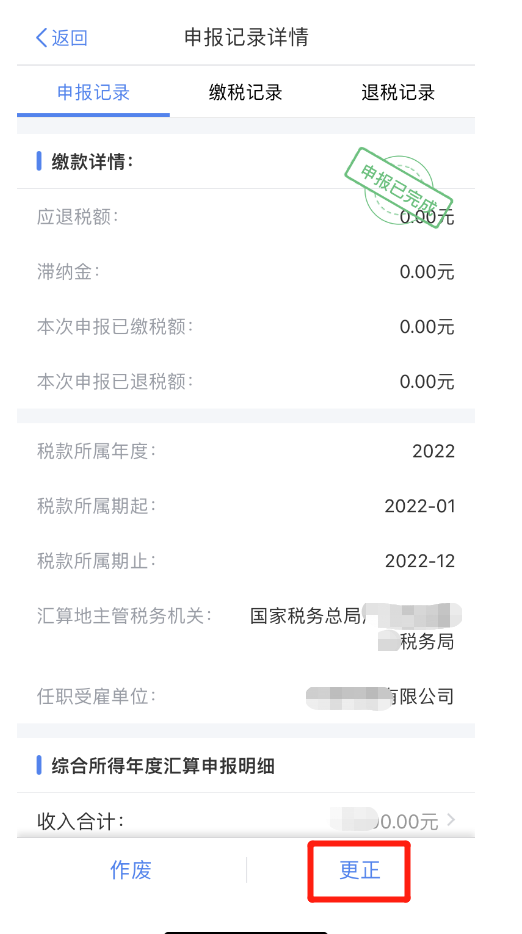 返回
申报记录详情
申报记录 缴税记录 退税记录
缴款详情:
申报已完成
应退税额: 0.00元
滞纳金: 0.00元
本次申报已缴税额: 0.00元
本次申报已退税额: 0.00元
税款所属年度: 2022
税款所属期起: 2022-01
税款所属期止: 2022-12
汇算地主管税务机关: 国家税务总局
税务局
任职受雇单位: 有限公司
综合所得年度汇算申报明细
收入合计: 00.00元
作废 更正